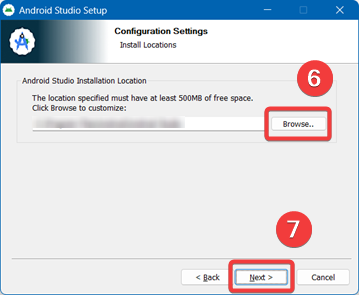 Android Studio Setup
Configuration Settings
Install Locations
Android Studio Installation Location
The location specified must have at least 500MB of free space.
Click Browse to customize:
Browse..
6
7
< Back
Next >
Cancel